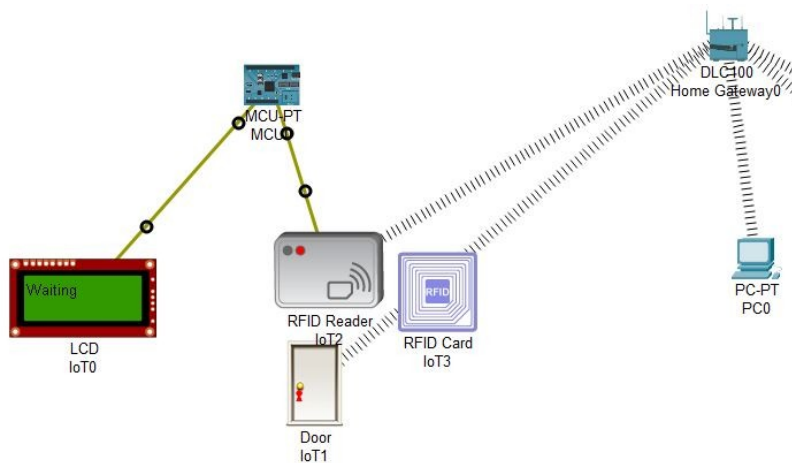 DLC100
Home Gateway0
MCU-PT
MCU
Waiting
LCD
IoT0
RFID Reader
IoT2
RFID
RFID Card
IoT3
PC-PT
PC0
Door
IoT1